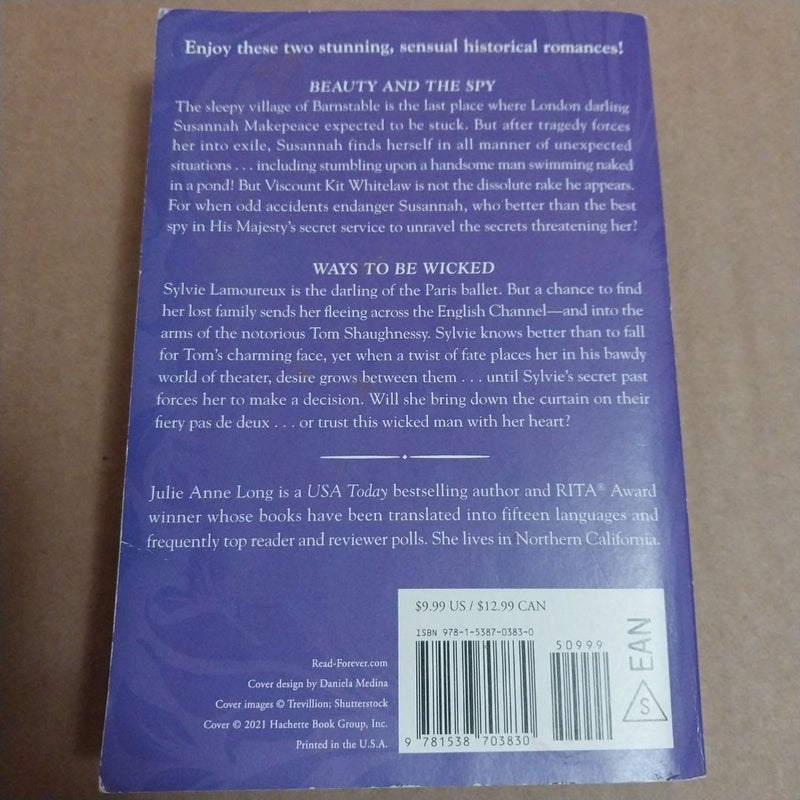 Enjoy these two stunning, sensual historical romances!
BEAUTY AND THE SPY
The sleepy village of Barnstable is the last place where London darling
Susannah Makepeace expected to be stuck. But after tragedy forces
her into exile, Susannah finds herself in all manner of unexpected
situations . . . including stumbling upon a handsome man swimming naked
in a pond! But Viscount Kit Whitelaw is not the dissolute rake he appears.
For when odd accidents endanger Susannah, who better than the best
spy in His Majesty's secret service to unravel the secrets threatening her?
WAYS TO BE WICKED
Sylvie Lamoureux is the darling of the Paris ballet. But a chance to find
her lost family sends her fleeing across the English Channel—and into the
arms of the notorious Tom Shaughnessy. Sylvie knows better than to fall
for Tom's charming face, yet when a twist of fate places her in his bawdy
world of theater, desire grows between them . . . until Sylvie's secret past
forces her to make a decision. Will she bring down the curtain on their
fiery pas de deux . . . or trust this wicked man with her heart?
Julie Anne Long is a USA Today bestselling author and RITA® Award
winner whose books have been translated into fifteen languages and
frequently top reader and reviewer polls. She lives in Northern California.
Read-Forever.com
Cover design by Daniela Medina
Cover images © Trevillion; Shutterstock
Cover © 2021 Hachette Book Group, Inc.
Printed in the U.S.A.
$9.99 US / $12.99 CAN
ISBN 978-1-5387-0383-0
50999
9 781538 703830
EAN
S